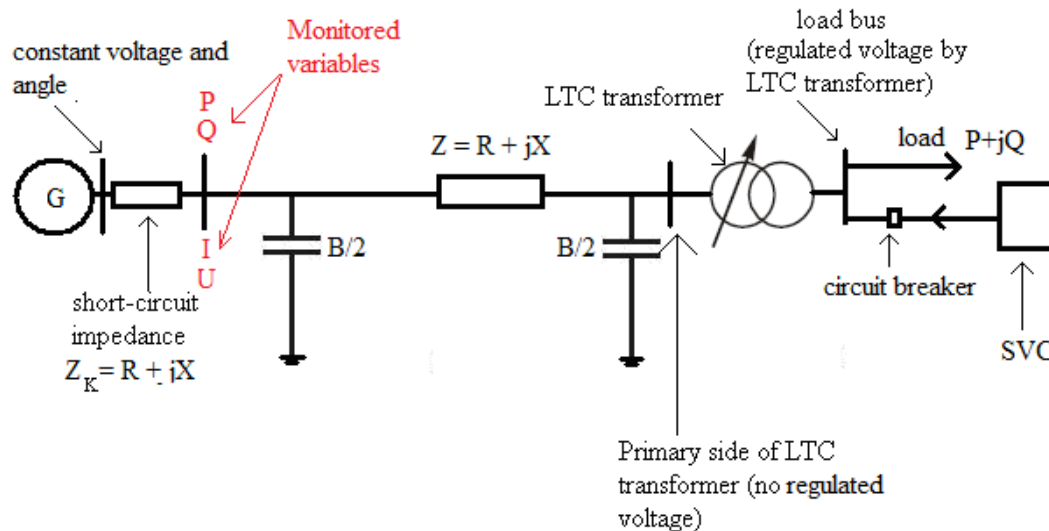 constant voltage and
angle
Monitored
variables
P
Q
I
U
G
short-circuit
impedance
Z_K = R + jX
B/2
Z = R + jX
B/2
LTC transformer
Primary side of LTC
transformer (no regulated
voltage)
load bus
(regulated voltage by
LTC transformer)
load P+jQ
circuit breaker
SVC